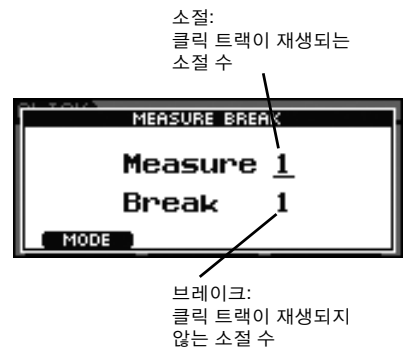 소절:
클릭 트랙이 재생되는
소절 수
MEASURE BREAK
Measure 1
Break 1
MODE
브레이크:
클릭 트랙이 재생되지
않는 소절 수